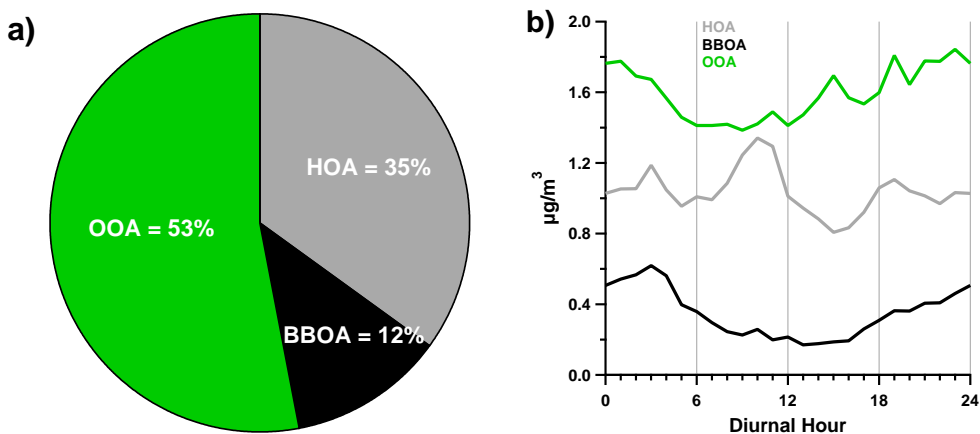 a)
HOA = 35%
OOA = 53%
BBOA = 12%
b)
HOA
BBOA
OOA
2.0
1.6
1.2
0.8
0.4
0.0
µg/m³
0 6 12 18 24
Diurnal Hour